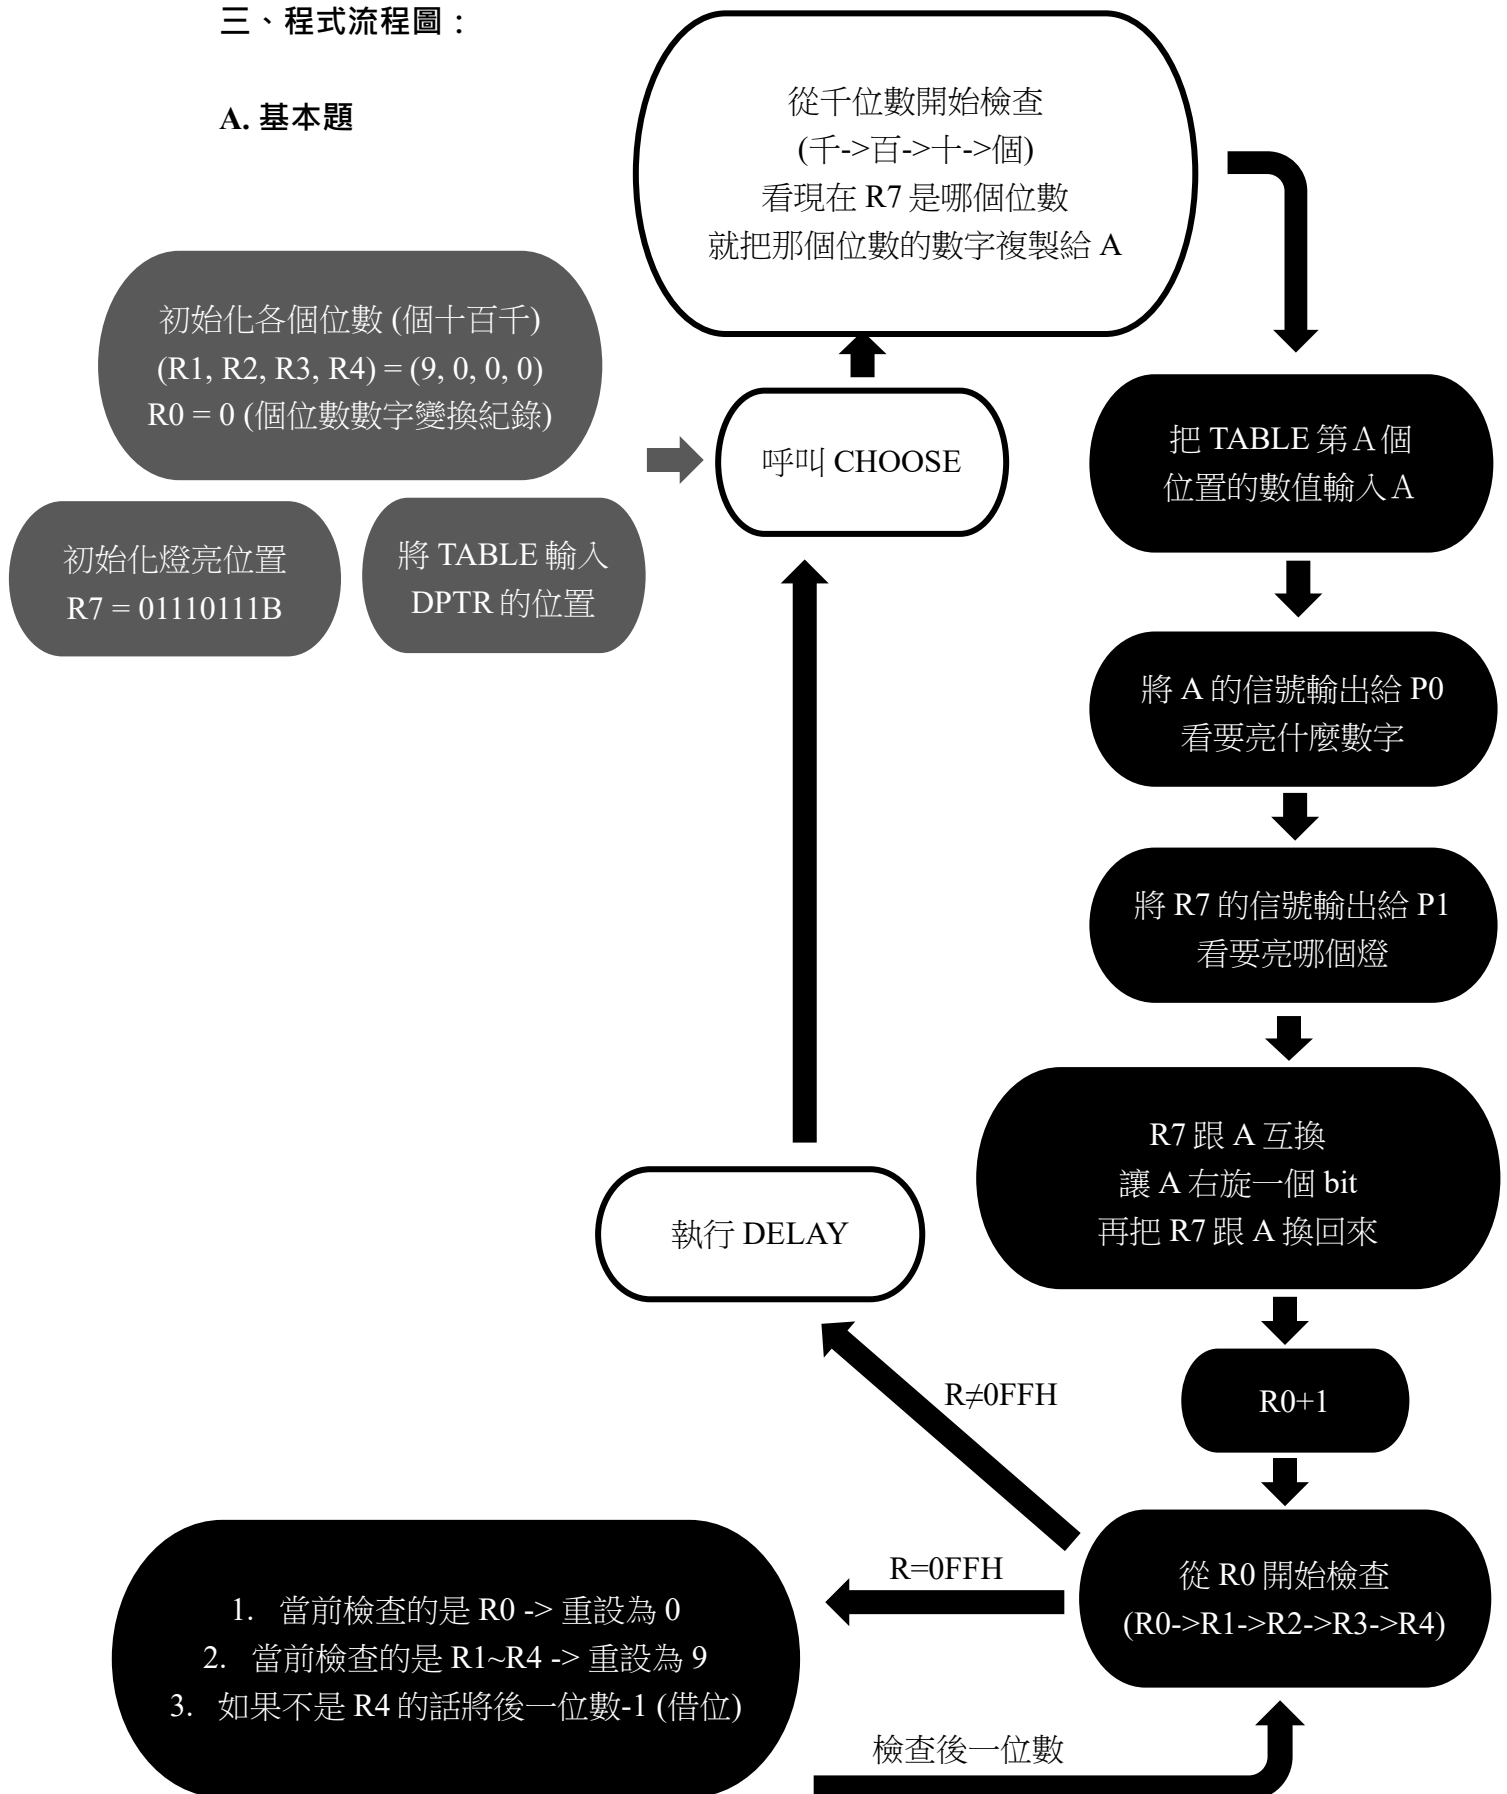 三、程式流程圖：
A. 基本題
從千位數開始檢查
(千->百->十->個)
看現在 R7 是哪個位數
就把那個位數的數字複製給 A
初始化各個位數 (個十百千)
(R1, R2, R3, R4) = (9, 0, 0, 0)
R0 = 0 (個位數數字變換紀錄)
初始化燈亮位置
R7 = 01110111B
將 TABLE 輸入
DPTR 的位置
呼叫 CHOOSE
把 TABLE 第 A 個
位置的數值輸入 A
將 A 的信號輸出給 P0
看要亮什麼數字
將 R7 的信號輸出給 P1
看要亮哪個燈
R7 跟 A 互換
讓 A 右旋一個 bit
再把 R7 跟 A 換回來
執行 DELAY
R0+1
R≠0FFH
從 R0 開始檢查
(R0->R1->R2->R3->R4)
R=0FFH
1. 當前檢查的是 R0 -> 重設為 0
2. 當前檢查的是 R1~R4 -> 重設為 9
3. 如果不是 R4 的話將後一位數-1 (借位)
檢查後一位數